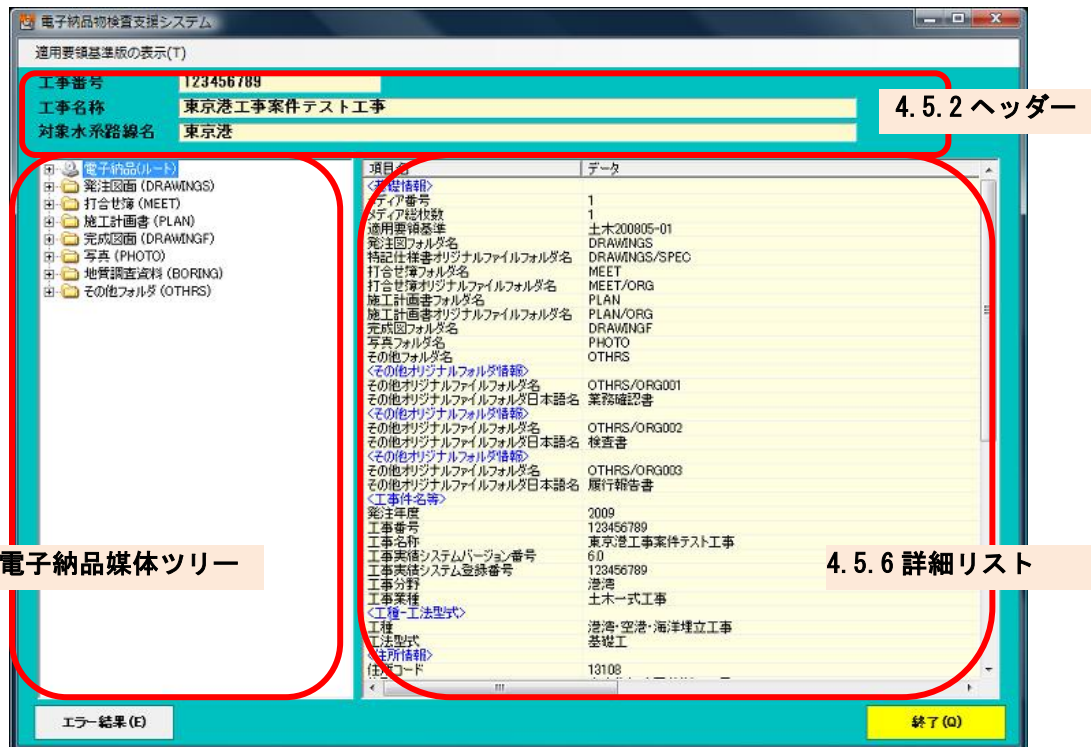 電子納品物検査支援システム
適用要領基準版の表示(T)
工事番号 123456789
工事名称 東京港工事案件テスト工事
対象水系路線名 東京港
4.5.2 ヘッダー
電子納品(ルート)
発注図面 (DRAWINGS)
打合せ簿 (MEET)
施工計画書 (PLAN)
完成図面 (DRAWINGF)
写真 (PHOTO)
地質調査資料 (BORING)
その他フォルダ (OTHRS)
電子納品媒体ツリー
項目名 データ
<基礎情報>
メディア番号 1
メディア総枚数 1
適用要領基準 土木200805-01
発注図フォルダ名 DRAWINGS
特記仕様書オリジナルファイルフォルダ名 DRAWINGS/SPEC
打合せ簿フォルダ名 MEET
打合せ簿オリジナルファイルフォルダ名 MEET/ORG
施工計画書フォルダ名 PLAN
施工計画書オリジナルファイルフォルダ名 PLAN/ORG
完成図フォルダ名 DRAWINGF
写真フォルダ名 PHOTO
その他フォルダ名 OTHRS
<その他オリジナルフォルダ情報>
その他オリジナルファイルフォルダ名 OTHRS/ORG001
その他オリジナルファイルフォルダ日本語名 業務確認書
<その他オリジナルフォルダ情報>
その他オリジナルファイルフォルダ名 OTHRS/ORG002
その他オリジナルファイルフォルダ日本語名 検査書
<その他オリジナルフォルダ情報>
その他オリジナルファイルフォルダ名 OTHRS/ORG003
その他オリジナルファイルフォルダ日本語名 履行報告書
<工事件名等>
発注年度 2009
工事番号 123456789
工事名称 東京港工事案件テスト工事
工事実績システムバージョン番号 6.0
工事実績システム登録番号 123456789
工事分野 港湾
工事業種 土木一式工事
<工種-工法型式>
工種 港湾・空港・海洋埋立工事
工法型式 基礎工
<住所情報>
住所コード 13108
4.5.6 詳細リスト
エラー結果(E)
終了(Q)